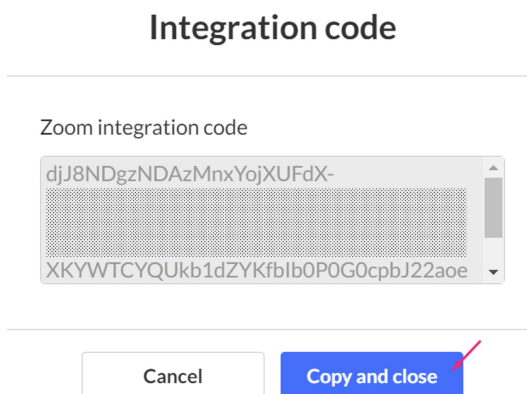 Integration code
Zoom integration code
djJ8NDgzNDAzMnxYojXUFdX-
XKYWTCYQUkb1dZYKfbIb0P0G0cpbJ22aoe
Cancel
Copy and close